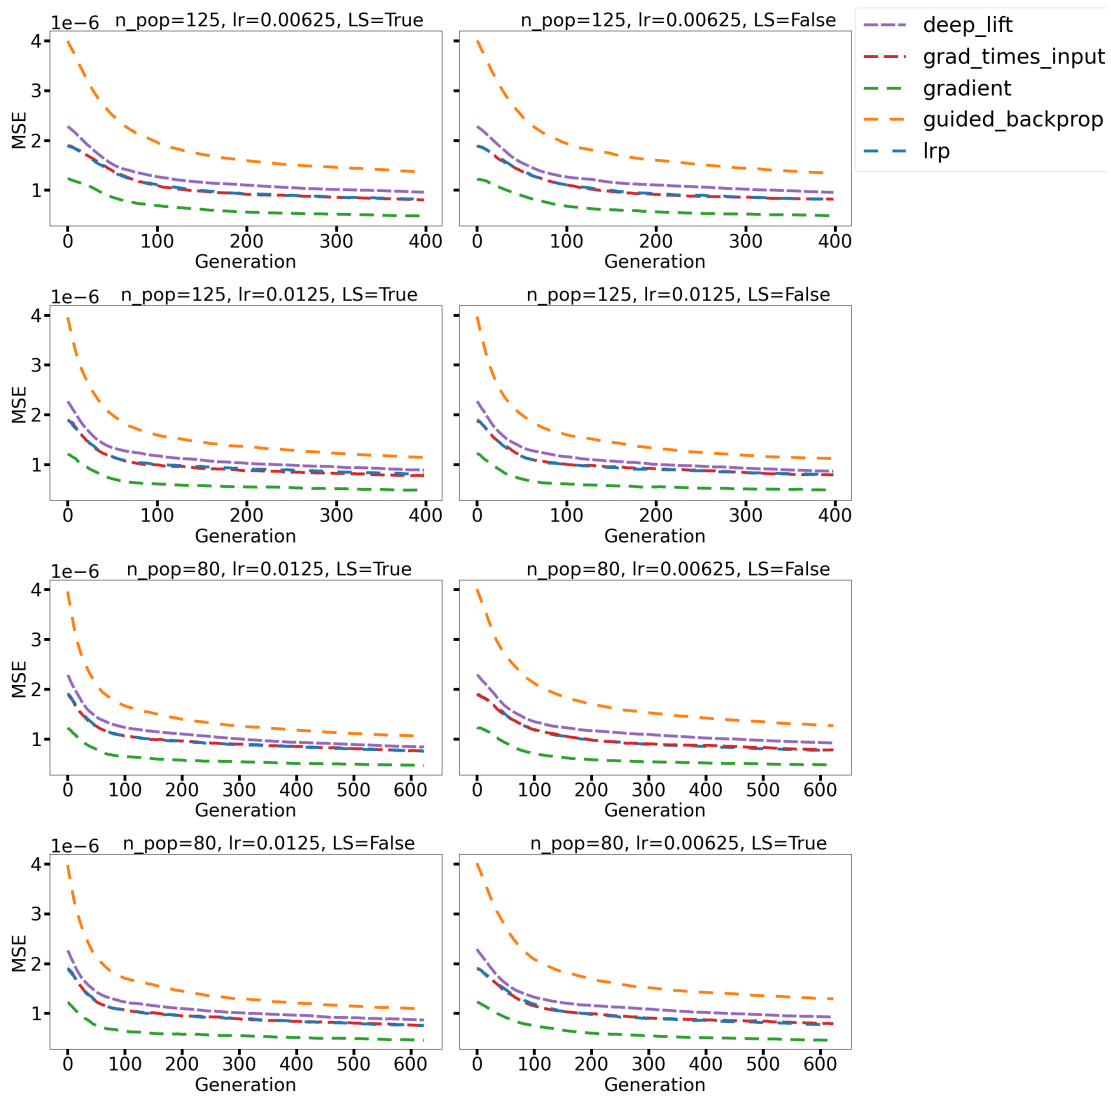 1e−6 n_pop=125, lr=0.00625, LS=True
n_pop=125, lr=0.00625, LS=False
deep_lift
grad_times_input
gradient
guided_backprop
lrp
MSE
4
3
2
1
0 100 200 300 400
Generation
0 100 200 300 400
Generation
1e−6 n_pop=125, lr=0.0125, LS=True
n_pop=125, lr=0.0125, LS=False
MSE
4
3
2
1
0 100 200 300 400
Generation
0 100 200 300 400
Generation
1e−6 n_pop=80, lr=0.0125, LS=True
n_pop=80, lr=0.00625, LS=False
MSE
4
3
2
1
0 100 200 300 400 500 600
Generation
0 100 200 300 400 500 600
Generation
1e−6 n_pop=80, lr=0.0125, LS=False
n_pop=80, lr=0.00625, LS=True
MSE
4
3
2
1
0 100 200 300 400 500 600
Generation
0 100 200 300 400 500 600
Generation